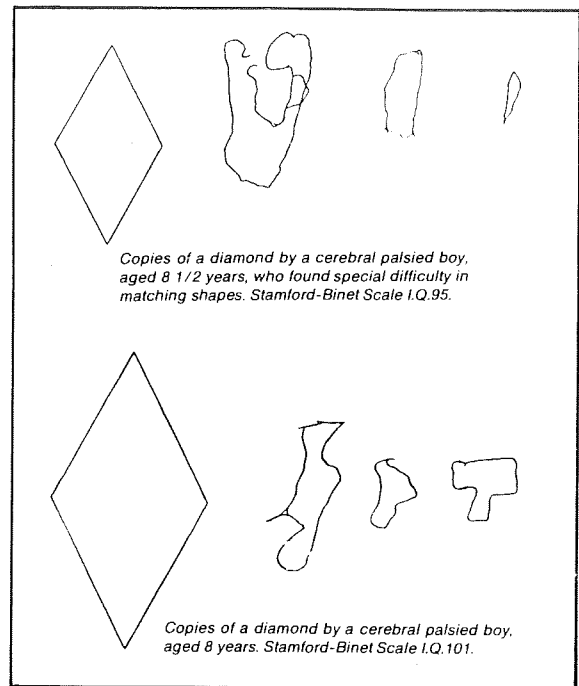 Copies of a diamond by a cerebral palsied boy,
aged 8 1/2 years, who found special difficulty in
matching shapes. Stamford-Binet Scale I.Q.95.
Copies of a diamond by a cerebral palsied boy,
aged 8 years. Stamford-Binet Scale I.Q.101.